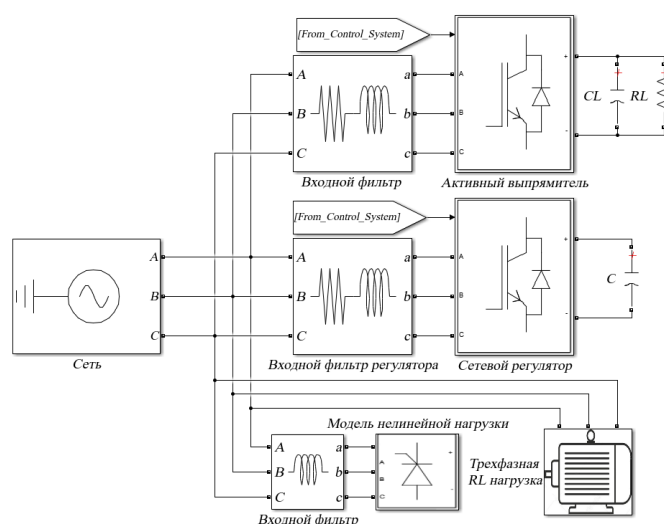 [From_Control_System]
A a A +
B b B CL RL
C c C -
Входной фильтр Активный выпрямитель
[From_Control_System]
A A a A +
B B b B C
C C c C -
Сеть Входной фильтр регулятора Сетевой регулятор
Модель нелинейной нагрузки
A a A +
B b B Трехфазная
C c C - RL нагрузка
Входной фильтр